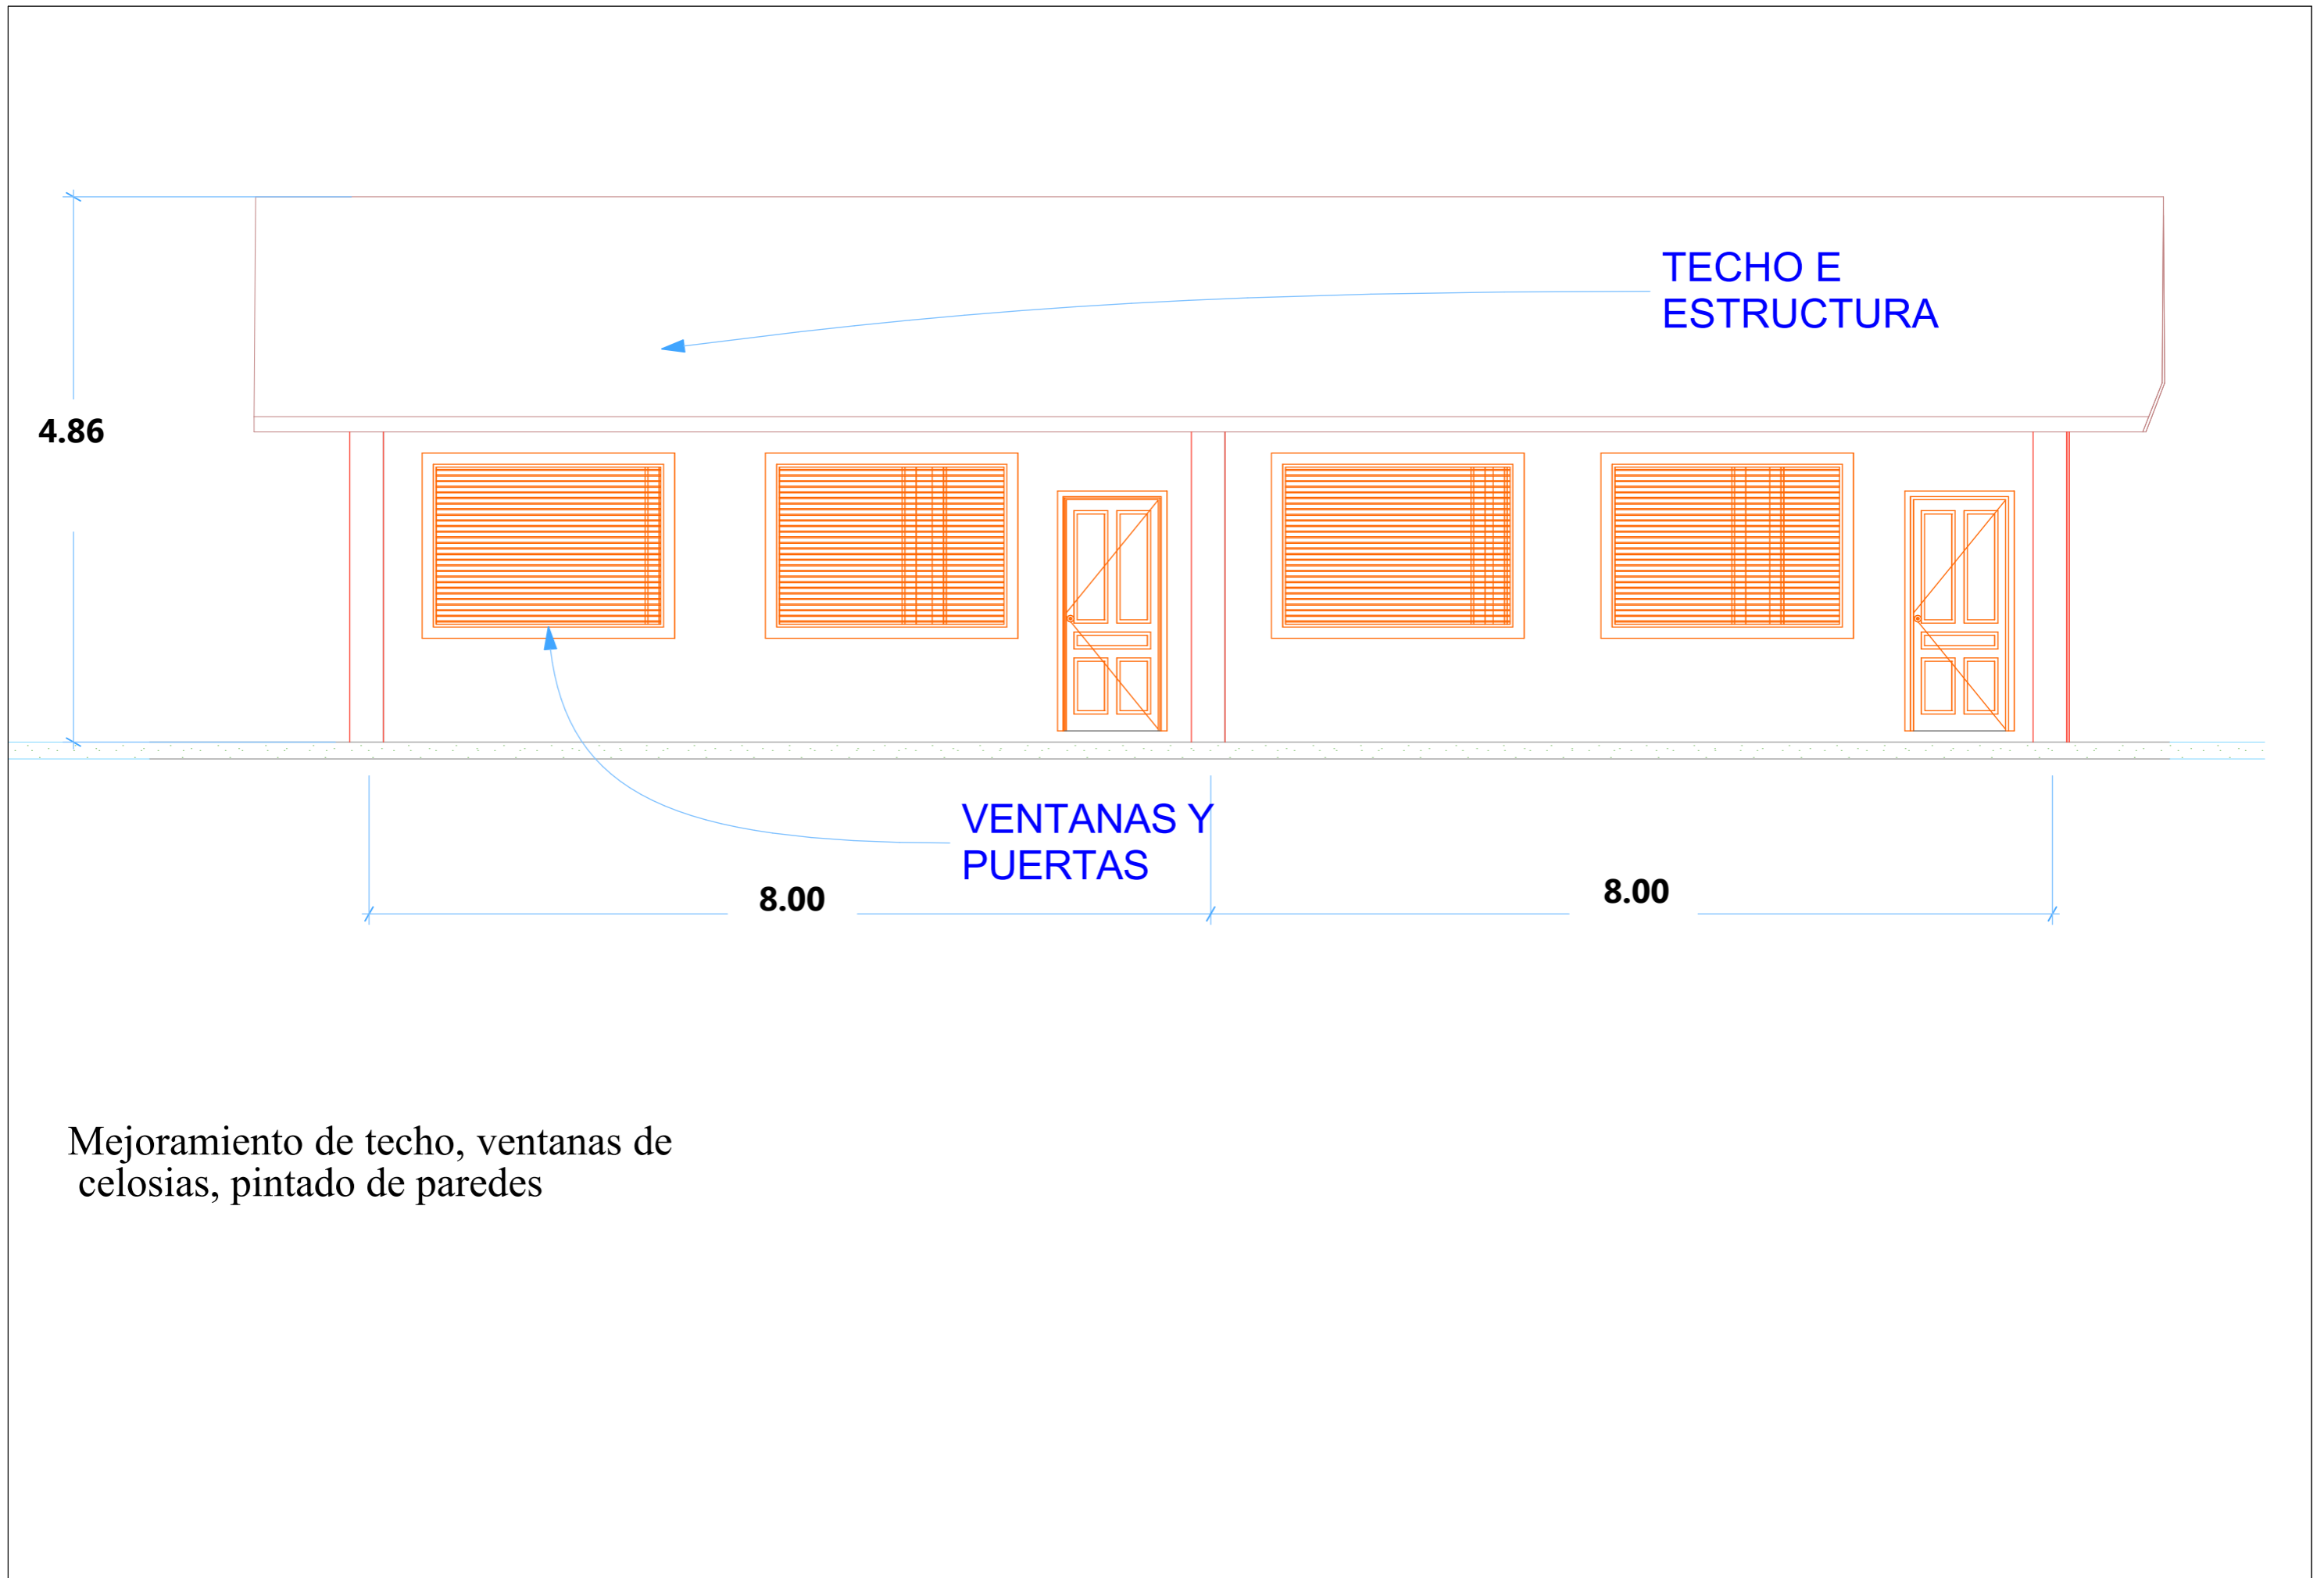 TECHO E
ESTRUCTURA
4.86
VENTANAS Y
PUERTAS
8.00
8.00
Mejoramiento de techo, ventanas de
celosias, pintado de paredes